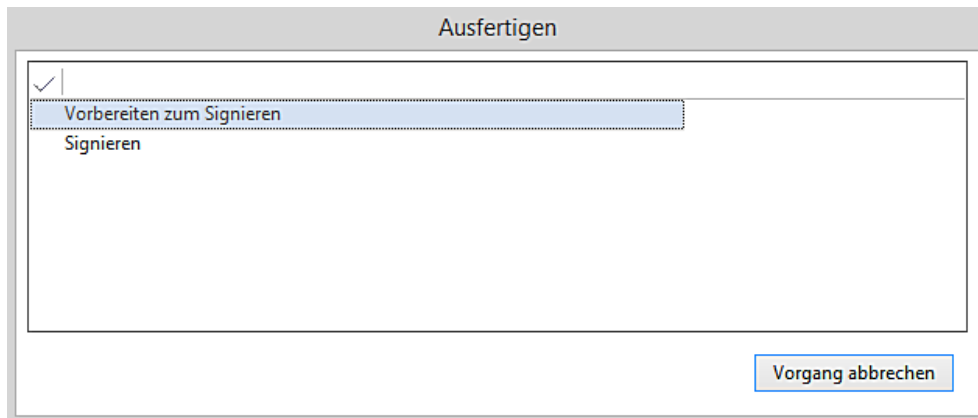 Ausfertigen
Vorbereiten zum Signieren
Signieren
Vorgang abbrechen